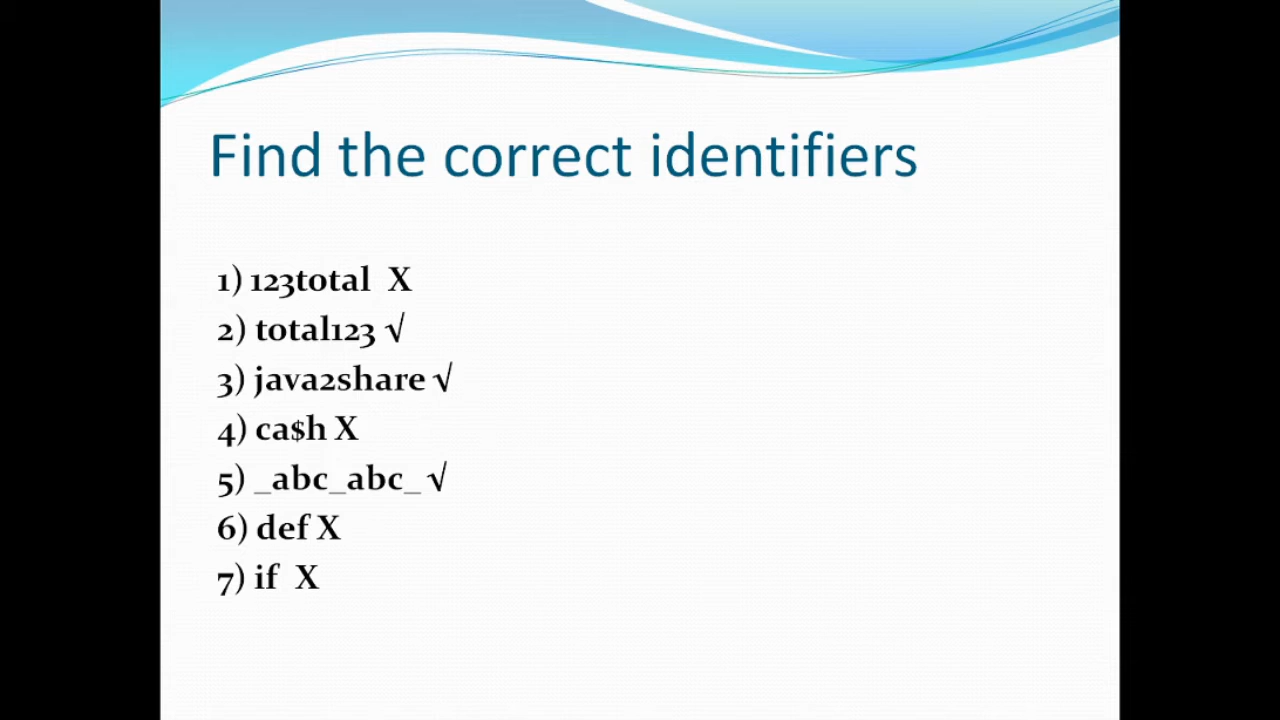 Find the correct identifiers
1) 123total X
2) total123 √
3) java2share √
4) ca$h X
5) _abc_abc_ √
6) def X
7) if X